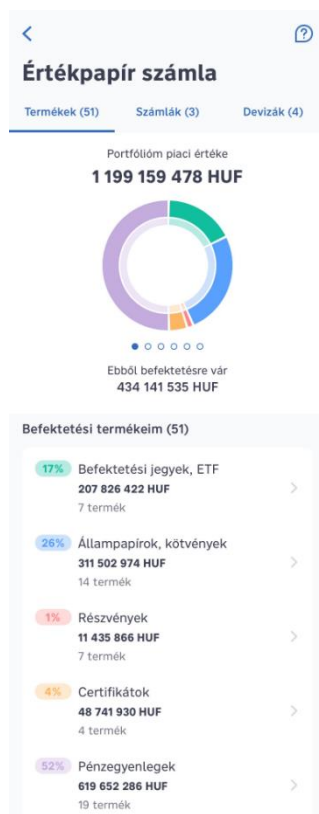 Értékpapír számla
Termékek (51)
Számlák (3)
Devizák (4)
Portfólióm piaci értéke
1 199 159 478 HUF
Ebből befektetésre vár
434 141 535 HUF
Befektetési termékeim (51)
17% Befektetési jegyek, ETF
207 826 422 HUF
7 termék
26% Állampapírok, kötvények
311 502 974 HUF
14 termék
1% Részvények
11 435 866 HUF
7 termék
4% Certifikátok
48 741 930 HUF
4 termék
52% Pénzegyenlegek
619 652 286 HUF
19 termék